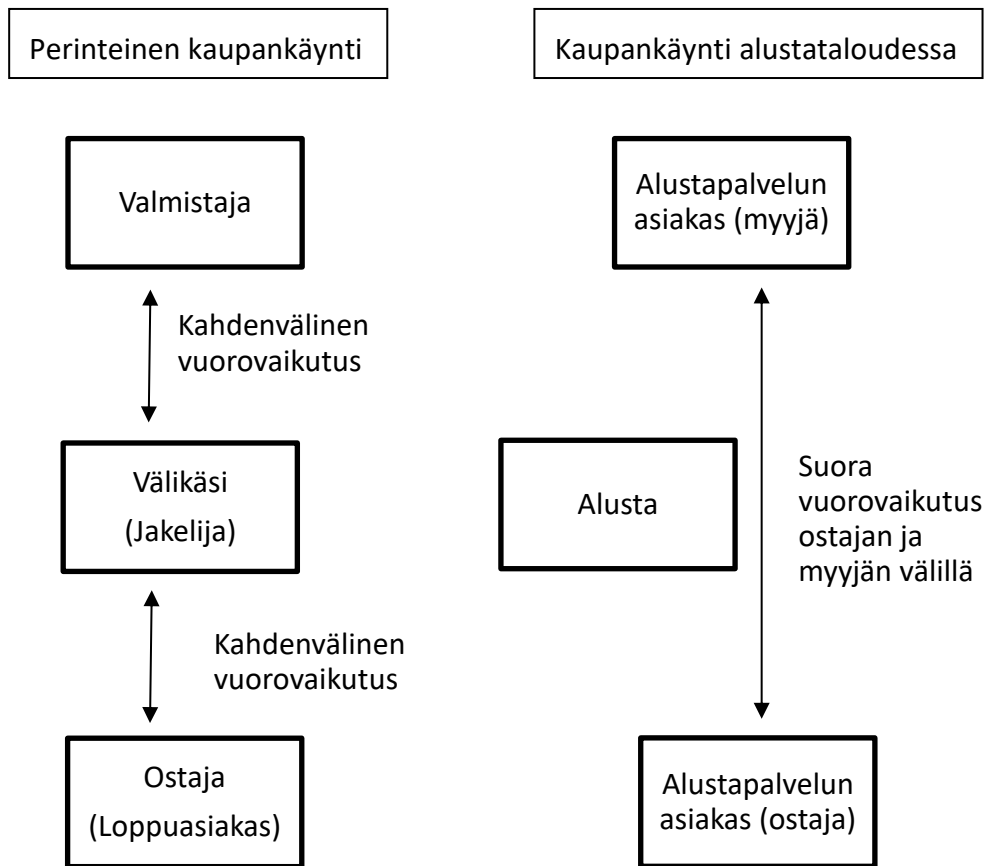 Perinteinen kaupankäynti
Kaupankäynti alustataloudessa
Valmistaja
Kahdenvälinen
vuorovaikutus
Välikäsi
(Jakelija)
Kahdenvälinen
vuorovaikutus
Ostaja
(Loppuasiakas)
Alustapalvelun
asiakas (myyjä)
Alusta
Suora
vuorovaikutus
ostajan ja
myyjän välillä
Alustapalvelun
asiakas (ostaja)